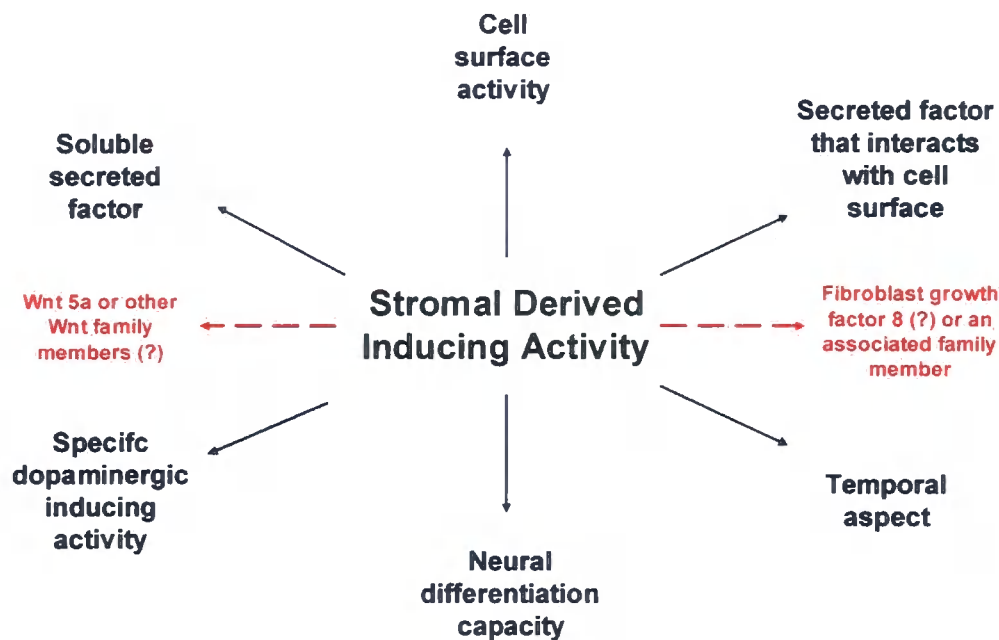 Cell
surface
activity
Soluble
secreted
factor
Secreted factor
that interacts
with cell
surface
Wnt 5a or other
Wnt family
members (?)
Stromal Derived
Inducing Activity
Fibroblast growth
factor 8 (?) or an
associated family
member
Specifc
dopaminergic
inducing
activity
Neural
differentiation
capacity
Temporal
aspect